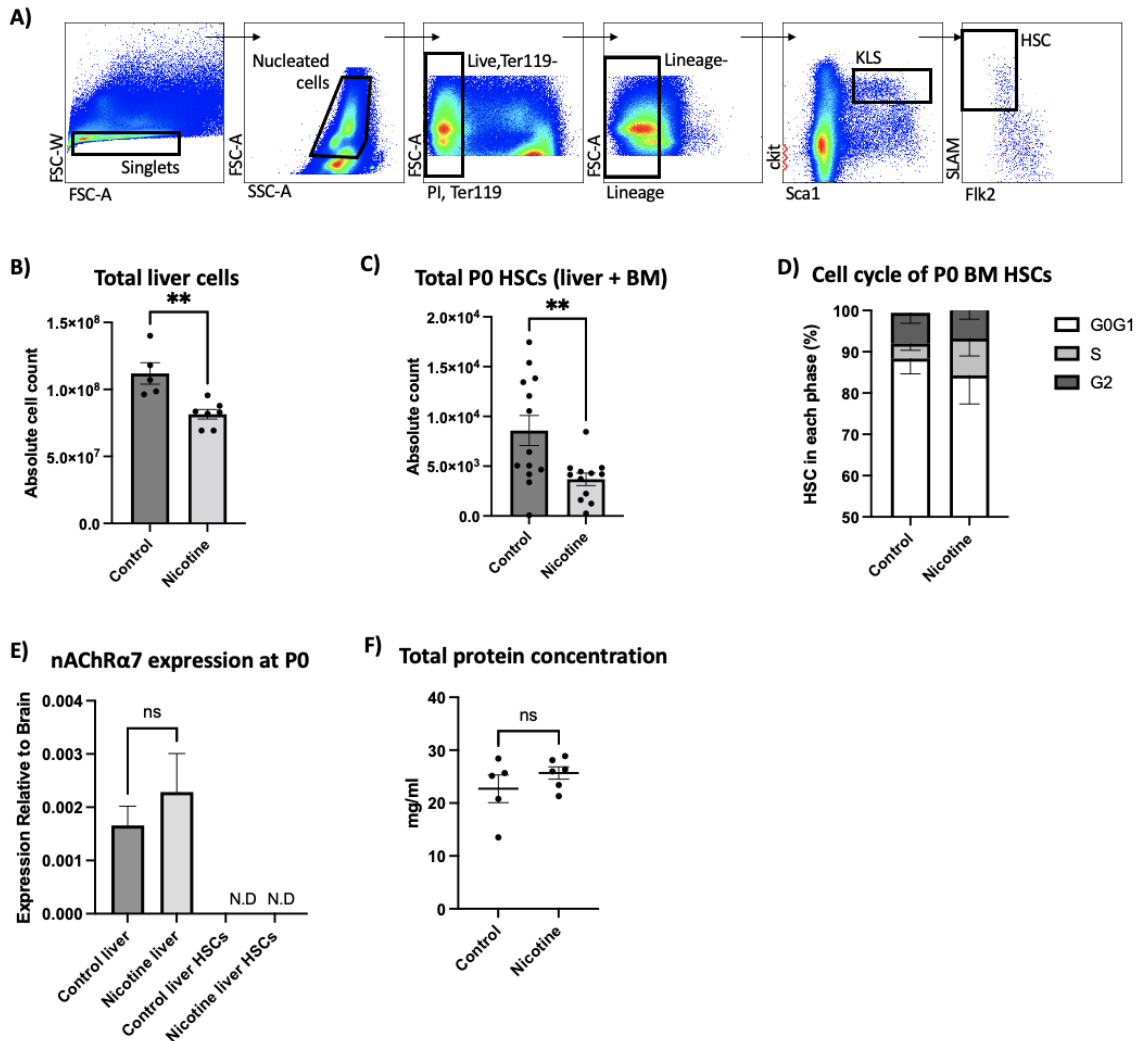 A)
FSC-W
FSC-A
Singlets
Nucleated
cells
FSC-A
SSC-A
Live,Ter119-
FSC-A
PI, Ter119
Lineage-
FSC-A
Lineage
KLS
ckit
Sca1
HSC
SLAM
Flk2
B)
Total liver cells
**
Absolute cell count
1.5×10⁸
1.0×10⁸
5.0×10⁷
0.0
Control
Nicotine
C)
Total P0 HSCs (liver + BM)
**
Absolute count
2.0×10⁴
1.5×10⁴
1.0×10⁴
5.0×10³
0.0
Control
Nicotine
D)
Cell cycle of P0 BM HSCs
HSC in each phase (%)
100
90
80
70
60
50
Control
Nicotine
G0G1
S
G2
E)
nAChRα7 expression at P0
Expression Relative to Brain
0.004
0.003
0.002
0.001
0.000
ns
N.D
N.D
Control liver
Nicotine liver
Control liver HSCs
Nicotine liver HSCs
F)
Total protein concentration
mg/ml
40
30
20
10
0
ns
Control
Nicotine